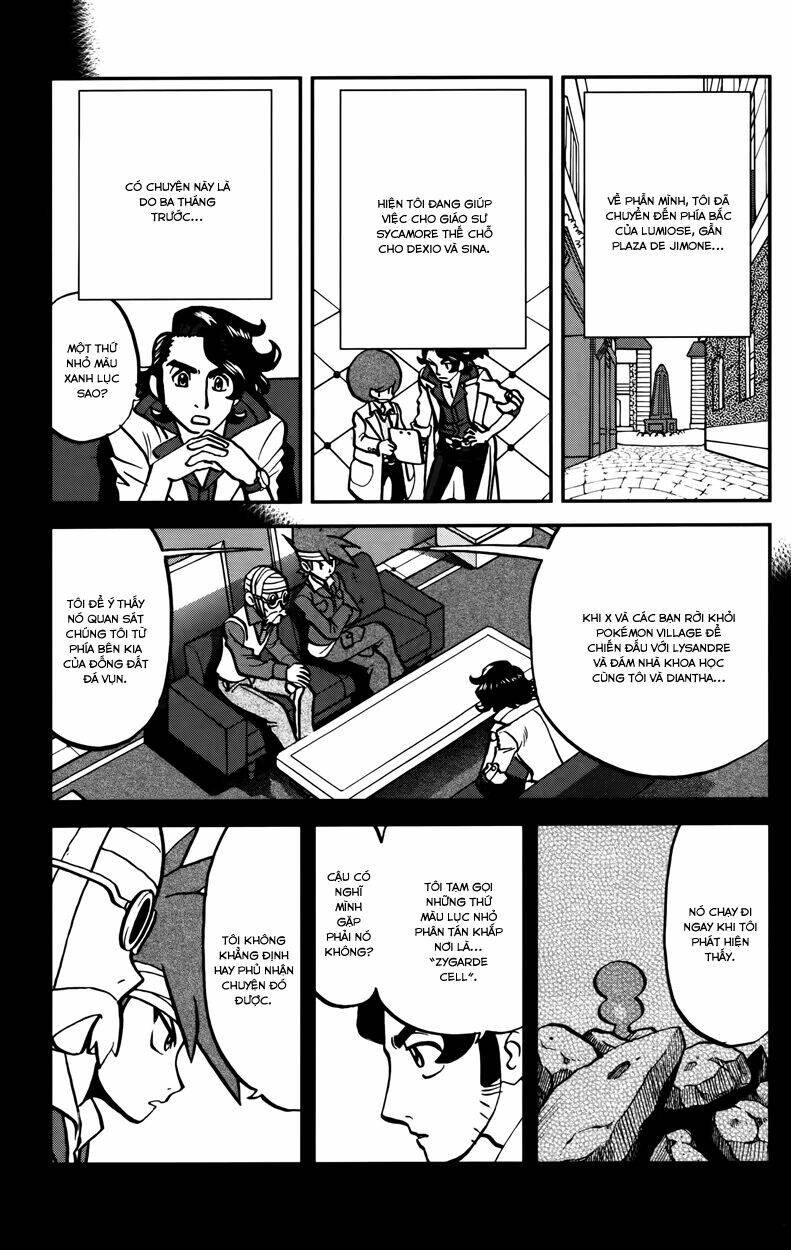 VỀ PHẦN MÌNH, TÔI ĐÃ
CHUYỂN ĐẾN PHÍA BẮC
CỦA LUMIOSE, GẦN
PLAZA DE JIMONE...
HIỆN TÔI ĐANG GIÚP
VIỆC CHO GIÁO SƯ
SYCAMORE THẾ CHỖ
CHO DEXIO VÀ SINA.
CÓ CHUYỆN NÀY LÀ
DO BA THÁNG
TRƯỚC...
MỘT THỨ
NHỎ MÀU
XANH LỤC
SAO?
KHI X VÀ CÁC BẠN RỜI KHỎI
POKÉMON VILLAGE ĐỂ
CHIẾN ĐẤU VỚI LYSANDRE
VÀ ĐÁM NHÀ KHOA HỌC
CÙNG TÔI VÀ DIANTHA...
TÔI ĐỂ Ý THẤY
NÓ QUAN SÁT
CHÚNG TÔI TỪ
PHÍA BÊN KIA
CỦA ĐỐNG ĐẤT
ĐÁ VỤN.
NÓ CHẠY ĐI
NGAY KHI TÔI
PHÁT HIỆN
THẤY.
TÔI TẠM GỌI
NHỮNG THỨ
MÀU LỤC NHỎ
PHÂN TÁN KHẮP
NƠI LÀ...
"ZYGARDE
CELL".
CẬU CÓ
NGHĨ
MÌNH
GẶP
PHẢI NÓ
KHÔNG?
TÔI KHÔNG
KHẲNG ĐỊNH
HAY PHỦ NHẬN
CHUYỆN ĐÓ
ĐƯỢC.